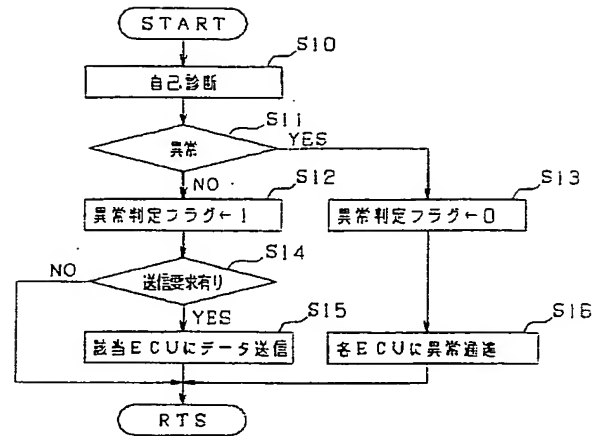 START
S10
自己診断
S11
異常
YES
NO
S12
S13
異常判定フラグ←1
異常判定フラグ←0
S14
NO
送信要求有り
YES
S15
S16
該当ECUにデータ送信
各ECUに異常通達
RTS